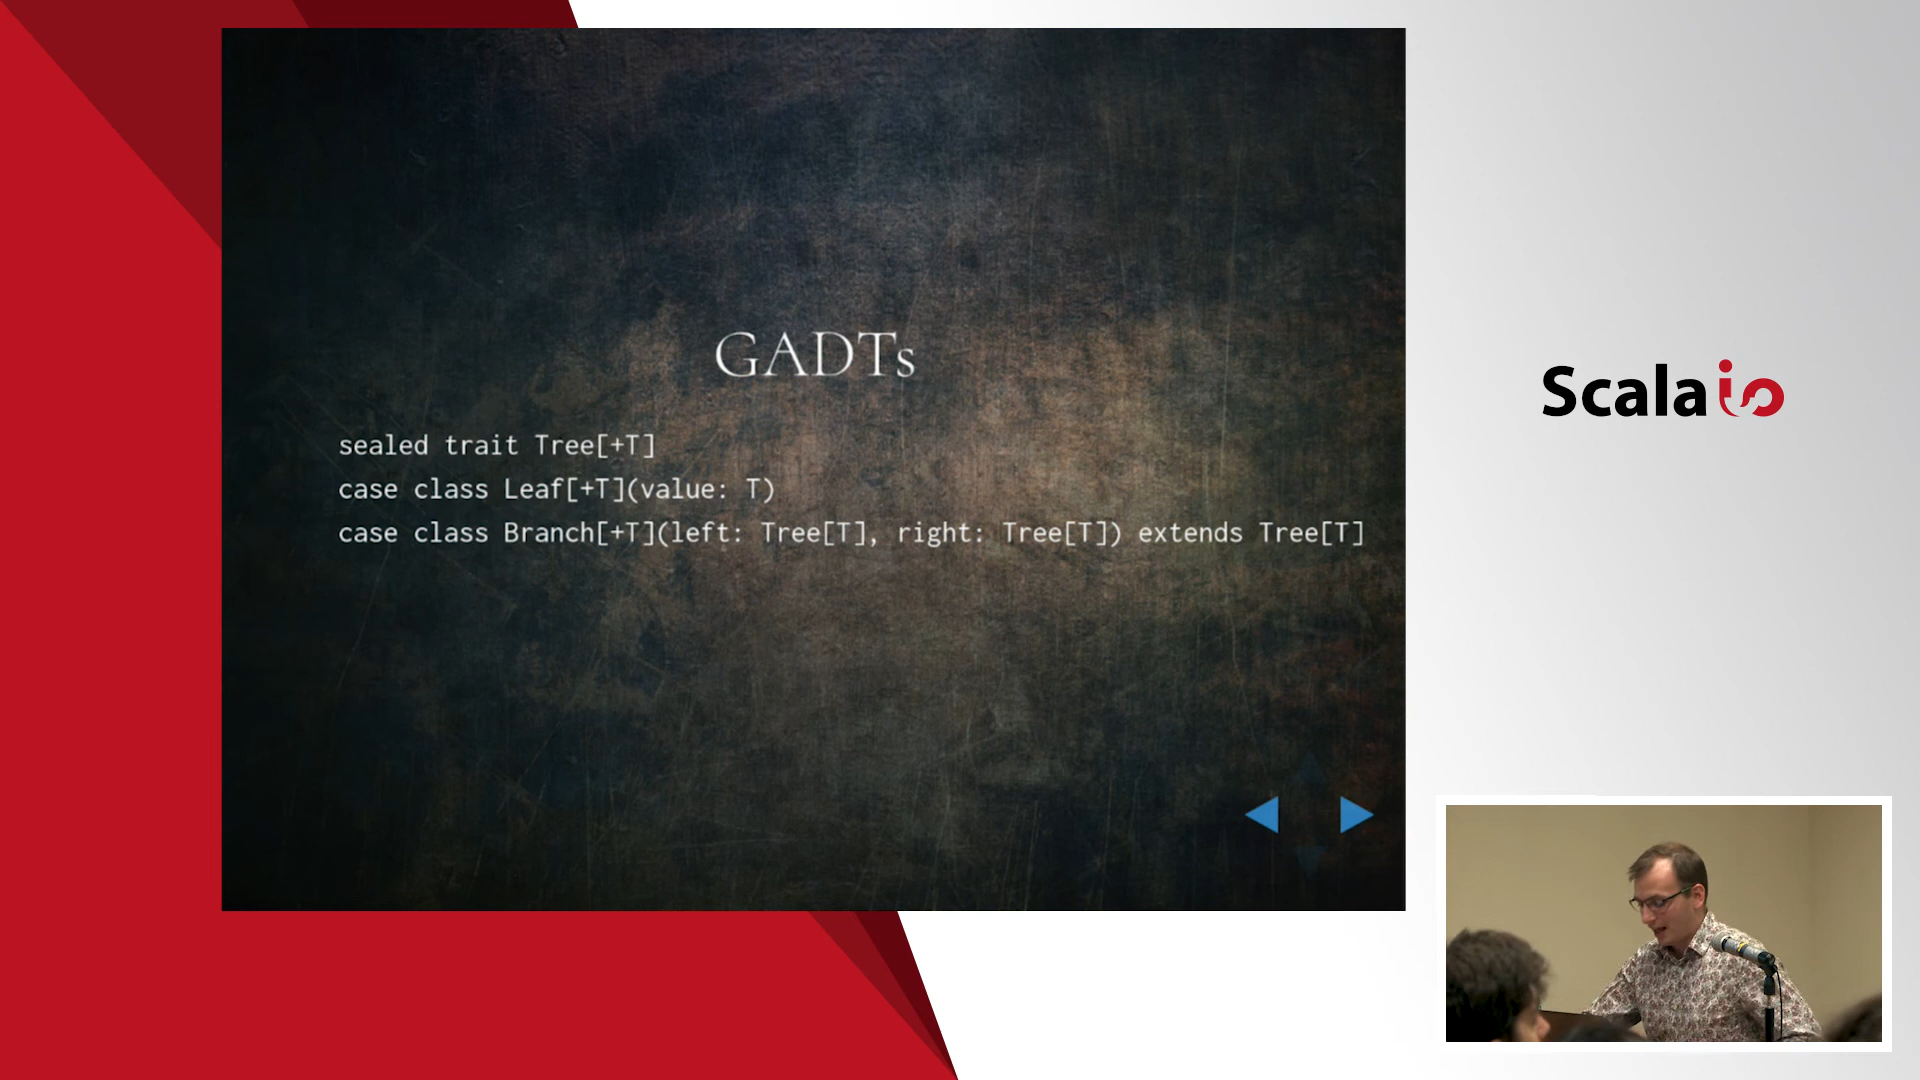 GADTs
sealed trait Tree[+T]
case class Leaf[+T](value: T)
case class Branch[+T](left: Tree[T], right: Tree[T]) extends Tree[T]
Scala io